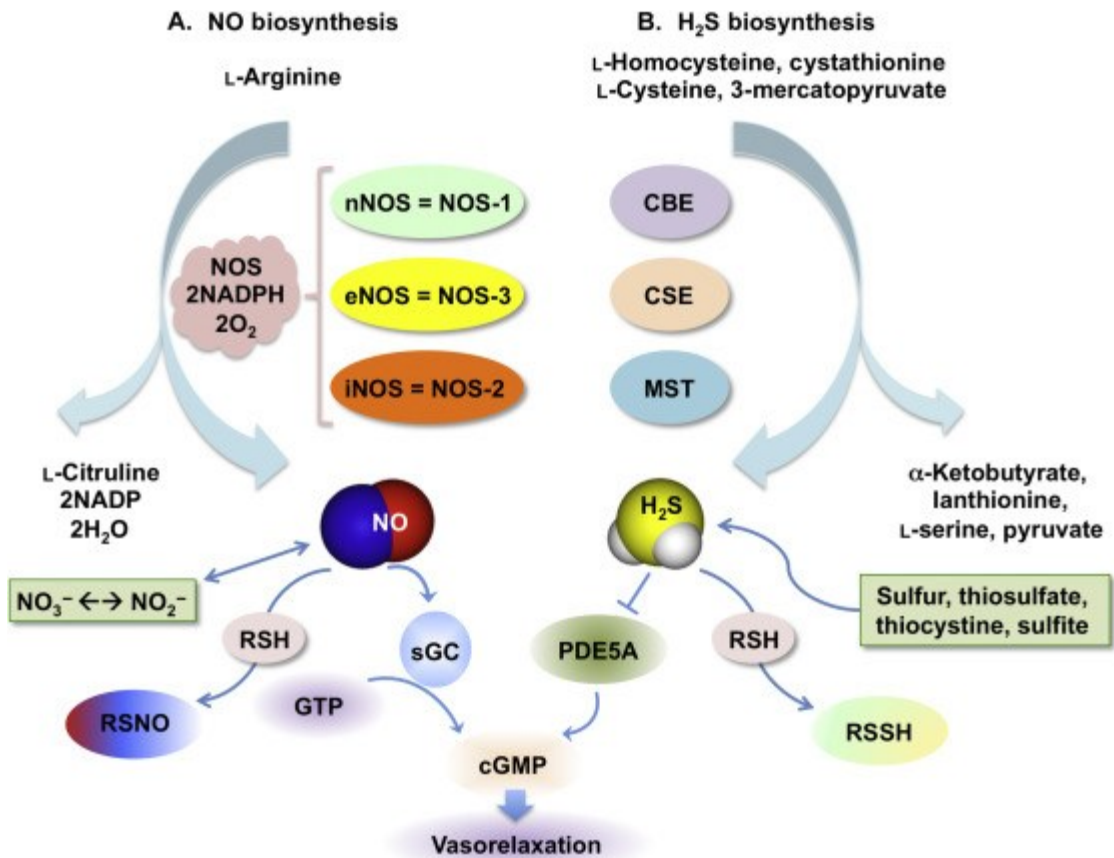 A. NO biosynthesis
L-Arginine
NOS
2NADPH
2O₂
nNOS = NOS-1
eNOS = NOS-3
iNOS = NOS-2
L-Citruline
2NADP
2H₂O
NO
NO₃⁻ ←→ NO₂⁻
RSH
RSNO
sGC
GTP
B. H₂S biosynthesis
L-Homocysteine, cystathionine
L-Cysteine, 3-mercatopyruvate
CBE
CSE
MST
α-Ketobutyrate,
lanthionine,
L-serine, pyruvate
H₂S
Sulfur, thiosulfate,
thiocystine, sulfite
PDE5A
RSH
RSSH
cGMP
Vasorelaxation